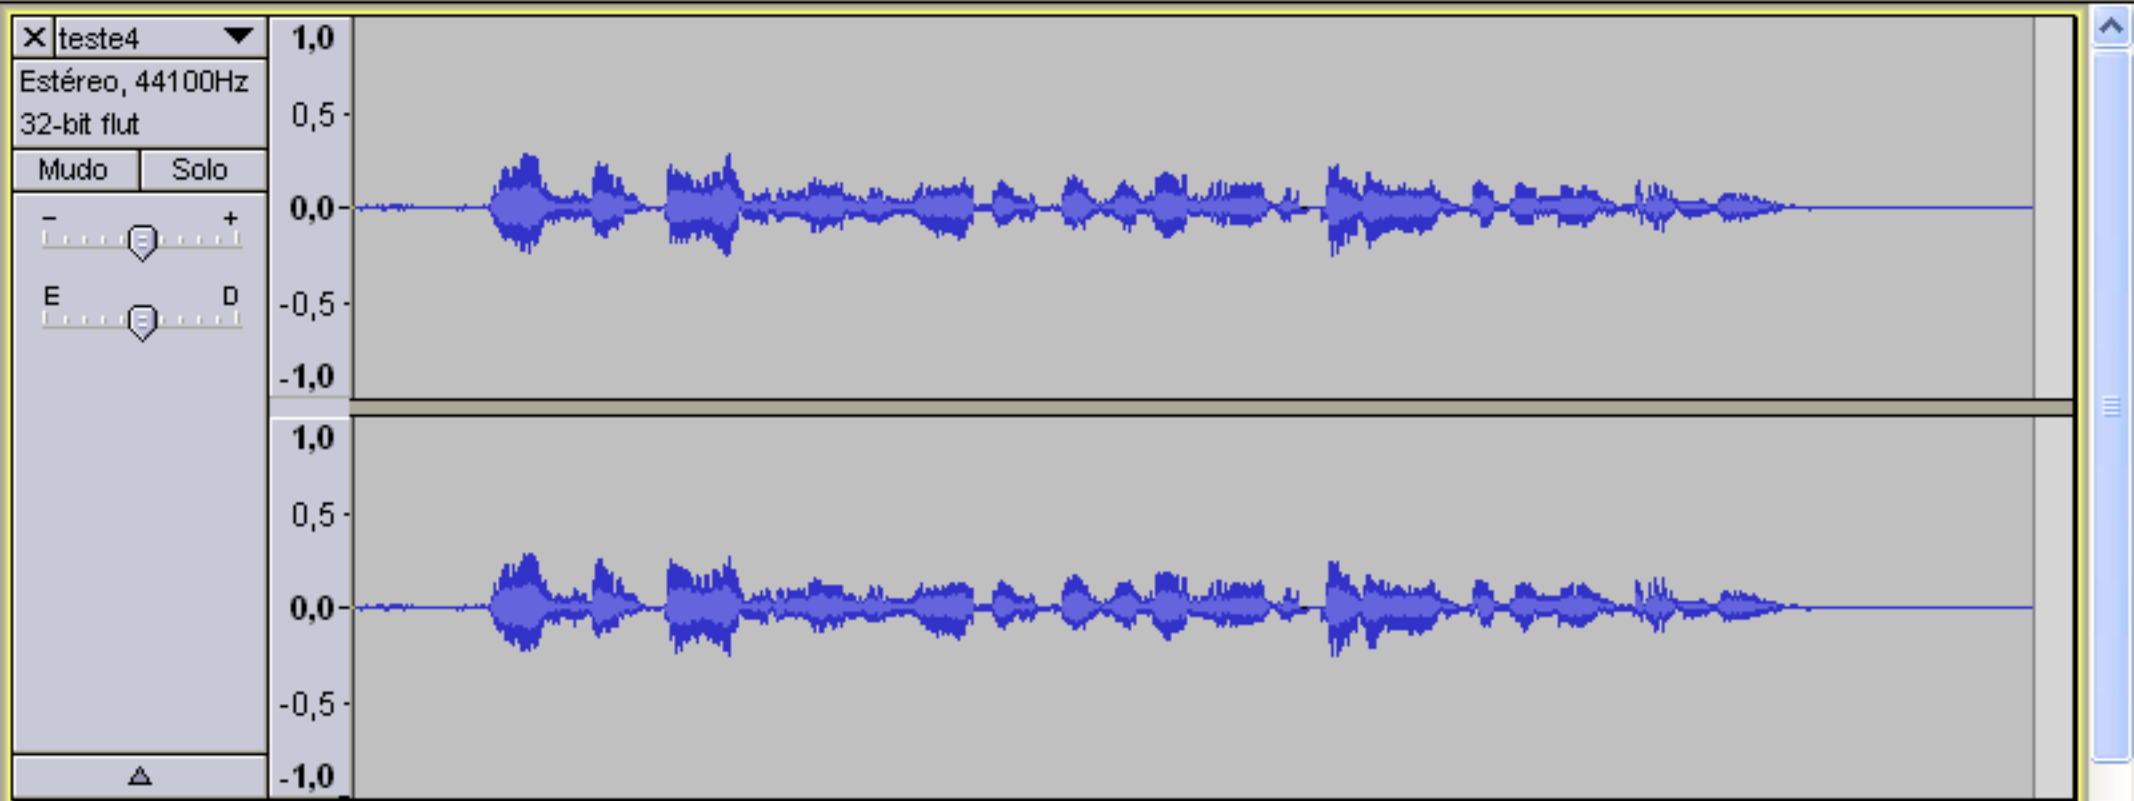 X teste4
Estéreo, 44100Hz
32-bit flut
Mudo Solo
- +
E D
1,0
0,5
0,0
-0,5
-1,0
1,0
0,5
0,0
-0,5
-1,0